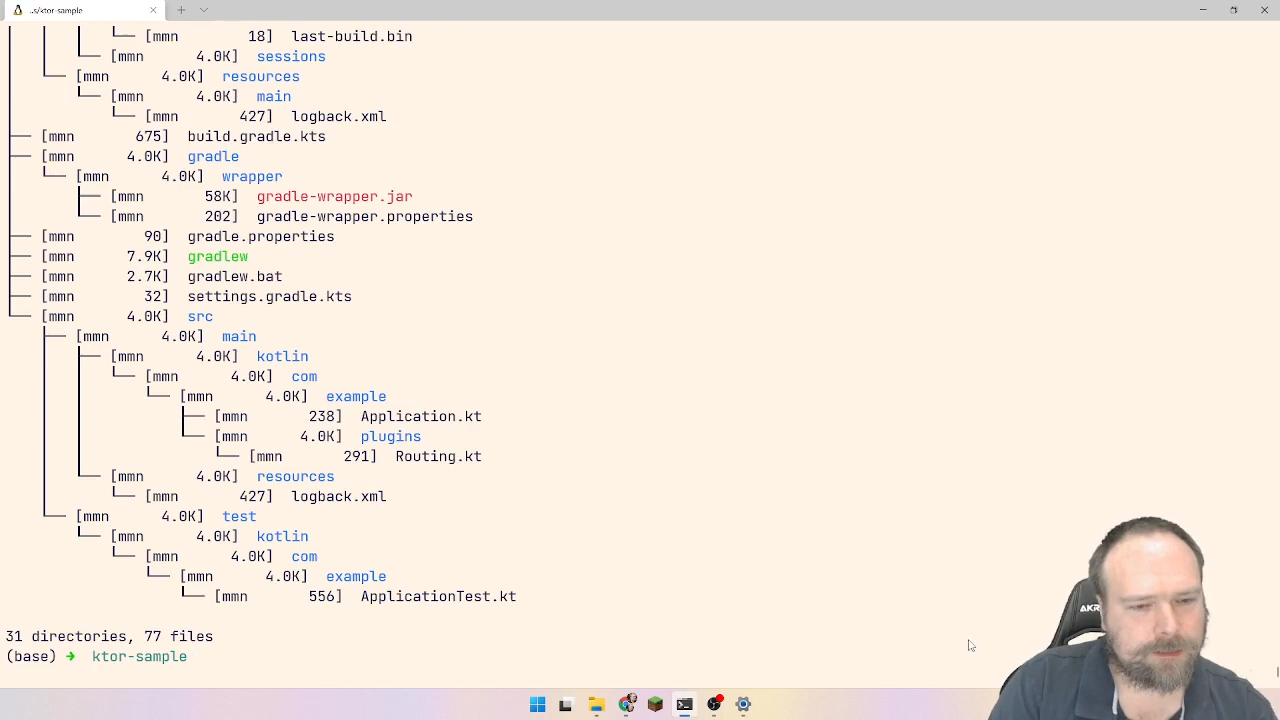 ../ktor-sample
│   │   │   └── [mmn        18]  last-build.bin
│   │   └── [mmn      4.0K]  sessions
│   └── [mmn      4.0K]  resources
│       └── [mmn      4.0K]  main
│           └── [mmn       427]  logback.xml
├── [mmn       675]  build.gradle.kts
├── [mmn      4.0K]  gradle
│   └── [mmn      4.0K]  wrapper
│       ├── [mmn       58K]  gradle-wrapper.jar
│       └── [mmn       202]  gradle-wrapper.properties
├── [mmn        90]  gradle.properties
├── [mmn      7.9K]  gradlew
├── [mmn      2.7K]  gradlew.bat
├── [mmn        32]  settings.gradle.kts
└── [mmn      4.0K]  src
    ├── [mmn      4.0K]  main
    │   ├── [mmn      4.0K]  kotlin
    │   │   └── [mmn      4.0K]  com
    │   │       └── [mmn      4.0K]  example
    │   │           ├── [mmn       238]  Application.kt
    │   │           └── [mmn      4.0K]  plugins
    │   │               └── [mmn       291]  Routing.kt
    │   └── [mmn      4.0K]  resources
    │       └── [mmn       427]  logback.xml
    └── [mmn      4.0K]  test
        └── [mmn      4.0K]  kotlin
            └── [mmn      4.0K]  com
                └── [mmn      4.0K]  example
                    └── [mmn       556]  ApplicationTest.kt
31 directories, 77 files
(base) → ktor-sample
AKR